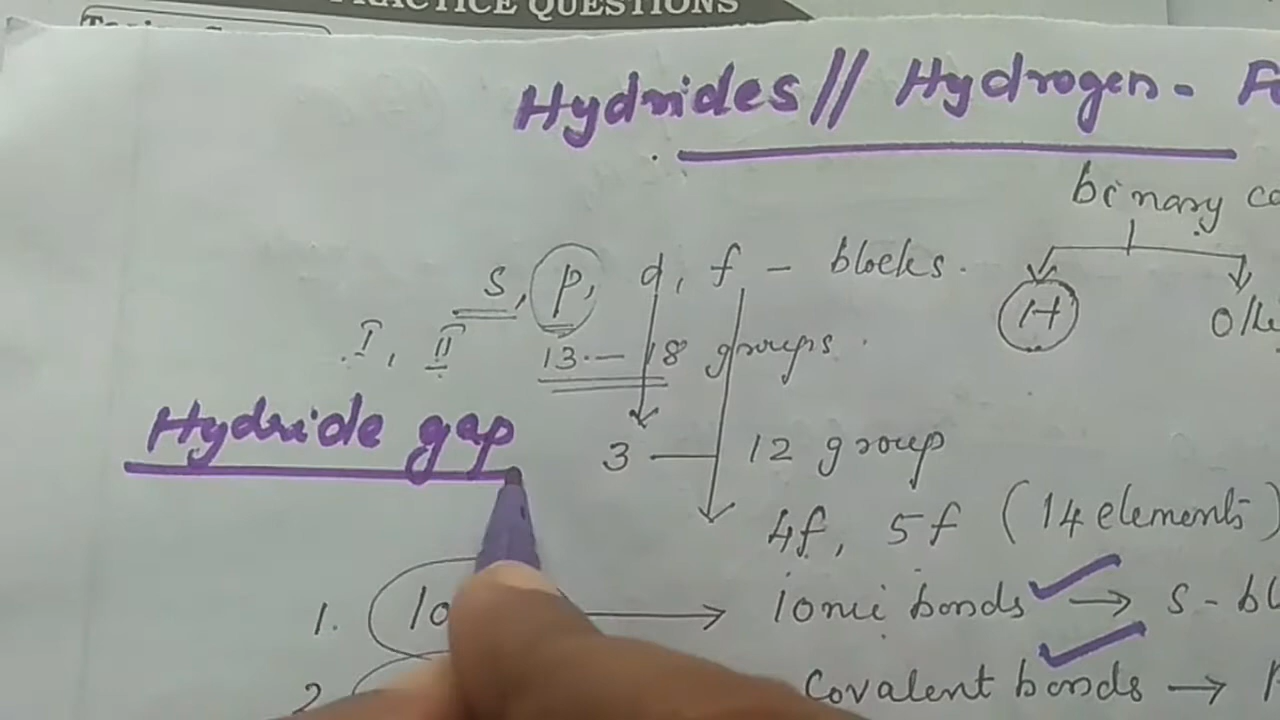 PRACTICE QUESTIONS
Hydrides // Hydrogen -
binary
s, p, d, f - blocks.
H
I, II 13 — 18 groups.
Hydride gap
3 — 12 group
4f, 5f (14 elements)
1. → ionic bonds → s-
2. Covalent bonds →